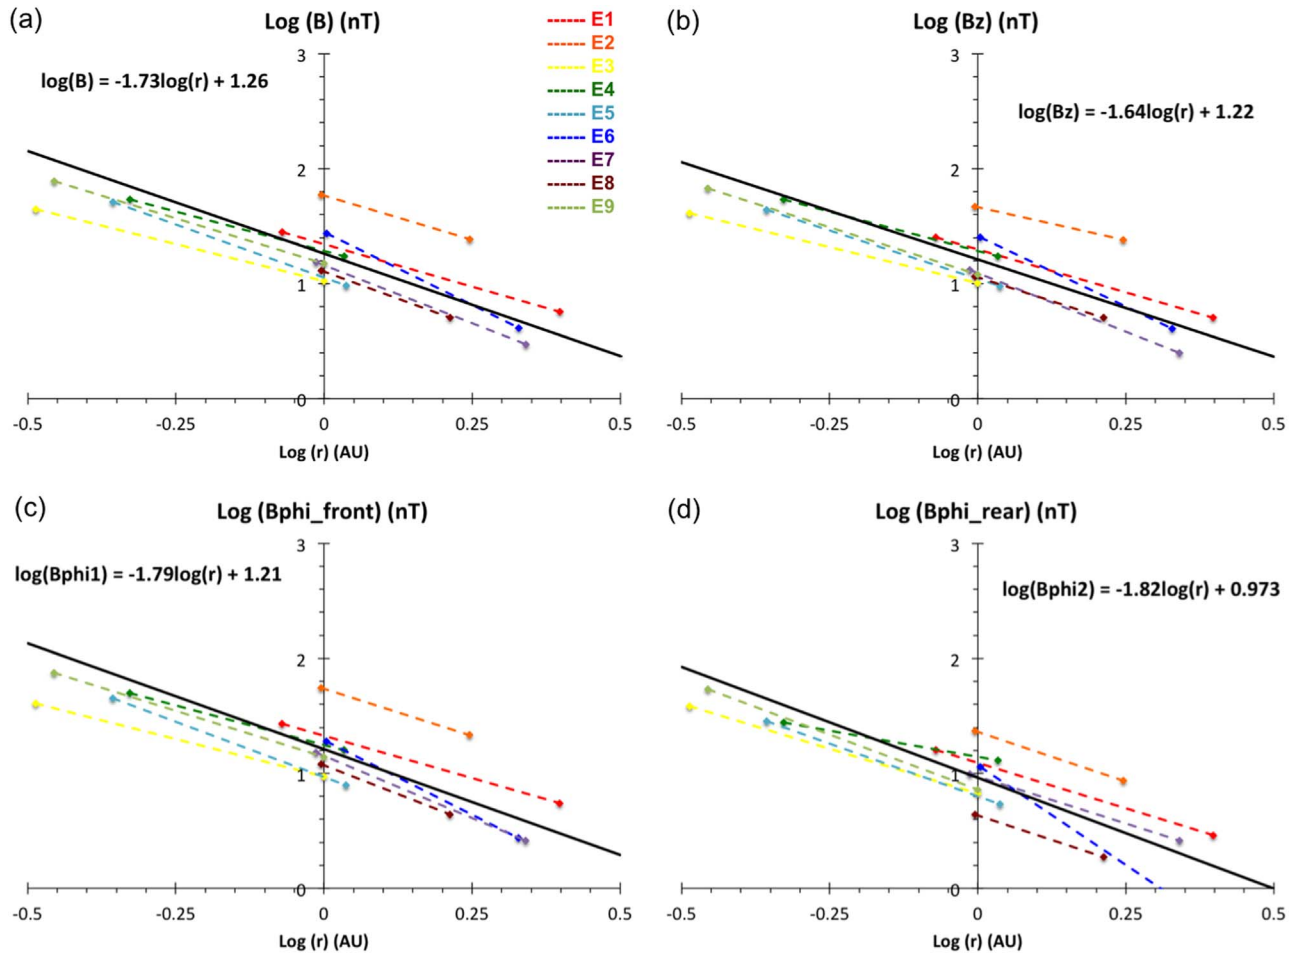 (a)
Log (B) (nT)
log(B) = -1.73log(r) + 1.26
3
2
1
0
-0.5
-0.25
0
0.25
0.5
Log (r) (AU)
E1
E2
E3
E4
E5
E6
E7
E8
E9
(b)
Log (Bz) (nT)
log(Bz) = -1.64log(r) + 1.22
3
2
1
0
-0.5
-0.25
0
0.25
0.5
Log (r) (AU)
(c)
Log (Bphi_front) (nT)
log(Bphi1) = -1.79log(r) + 1.21
3
2
1
0
-0.5
-0.25
0
0.25
0.5
Log (r) (AU)
(d)
Log (Bphi_rear) (nT)
log(Bphi2) = -1.82log(r) + 0.973
3
2
1
0
-0.5
-0.25
0
0.25
0.5
Log (r) (AU)